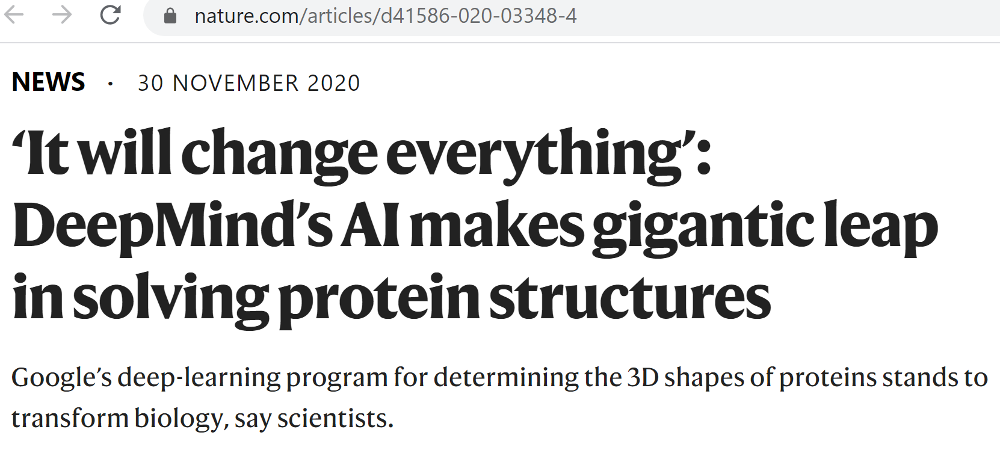 nature.com/articles/d41586-020-03348-4
NEWS · 30 NOVEMBER 2020
‘It will change everything’:
DeepMind’s AI makes gigantic leap
in solving protein structures
Google’s deep-learning program for determining the 3D shapes of proteins stands to
transform biology, say scientists.